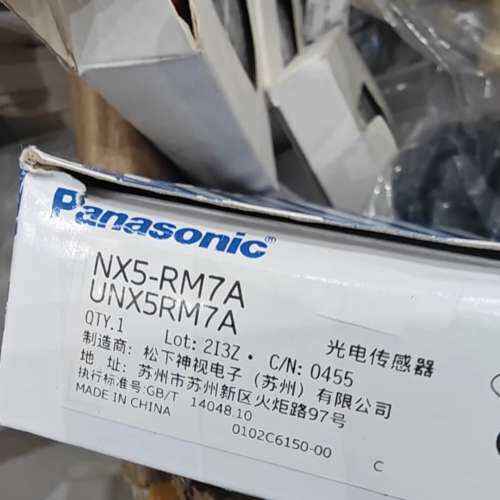 Panasonic
NX5-RM7A
UNX5RM7A
QTY.1 Lot: 213Z · C/N: 0455 光电传感器
制造商: 松下神视电子 (苏州) 有限公司
地 址: 苏州市苏州新区火炬路97号
执行标准号:GB/T 14048.10
MADE IN CHINA 0102C6150-00 C